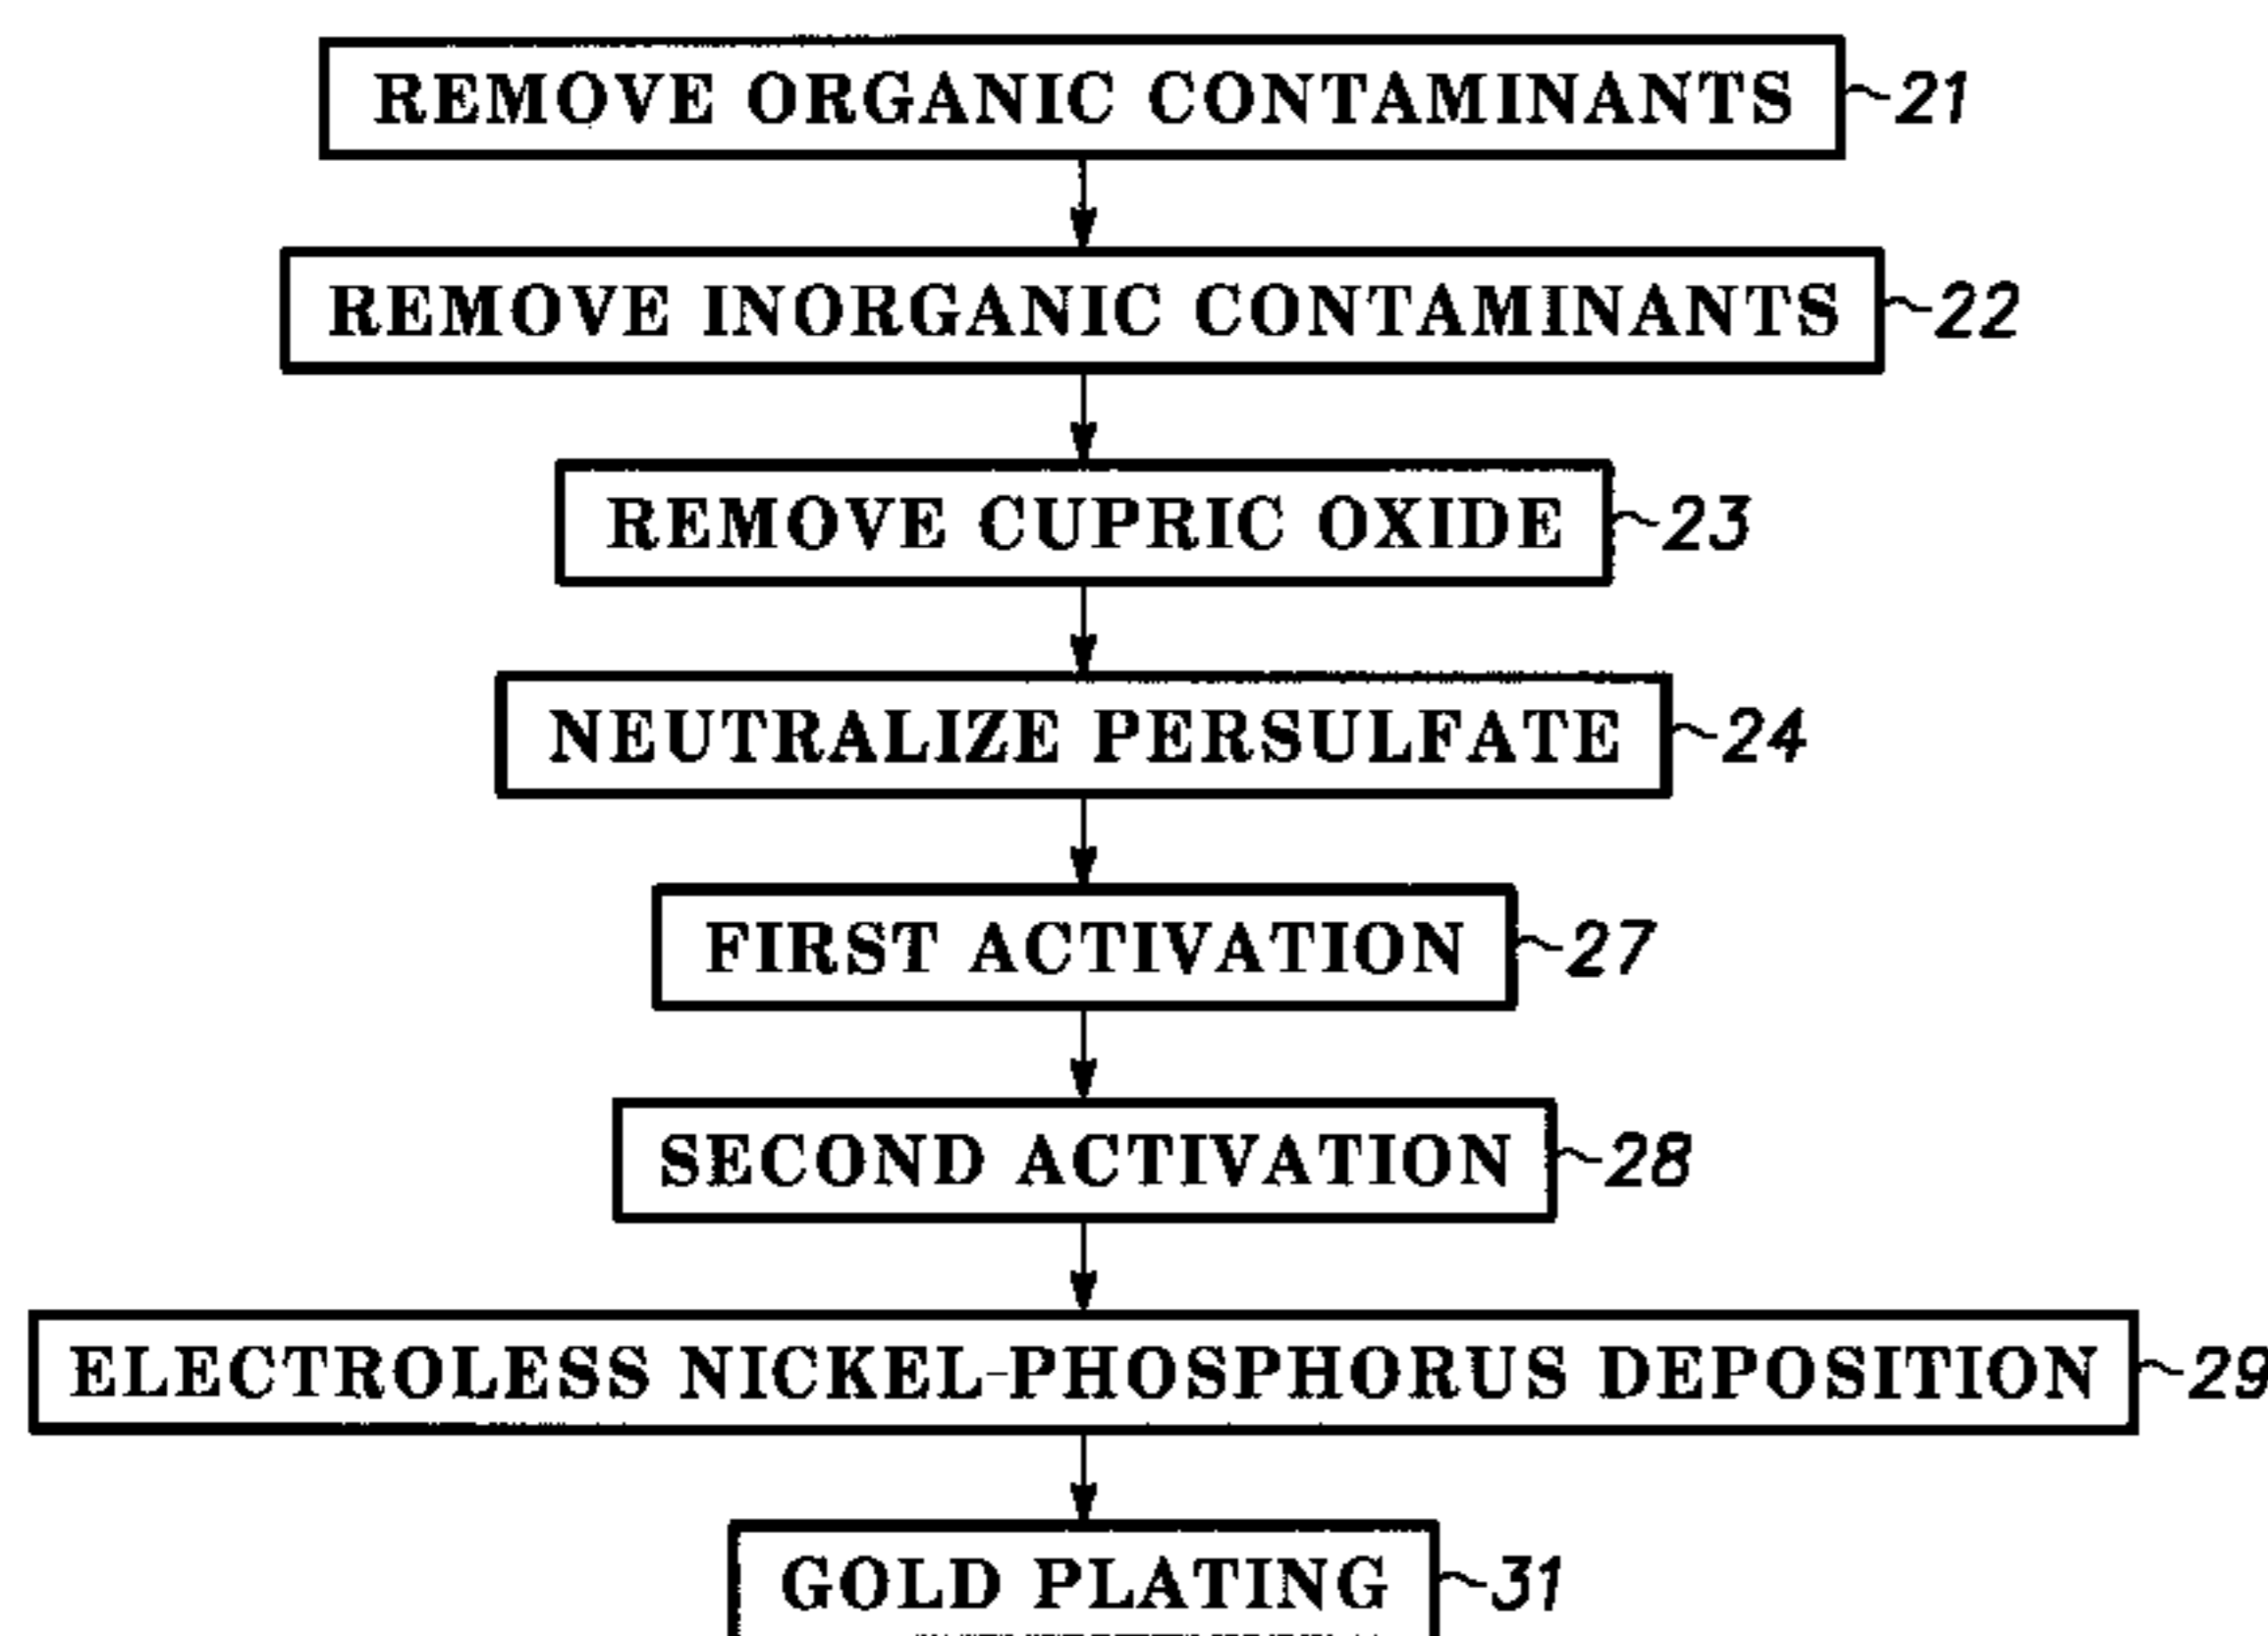 REMOVE ORGANIC CONTAMINANTS 21
REMOVE INORGANIC CONTAMINANTS 22
REMOVE CUPRIC OXIDE 23
NEUTRALIZE PERSULFATE 24
FIRST ACTIVATION 27
SECOND ACTIVATION 28
ELECTROLESS NICKEL-PHOSPHORUS DEPOSITION 29
GOLD PLATING 31